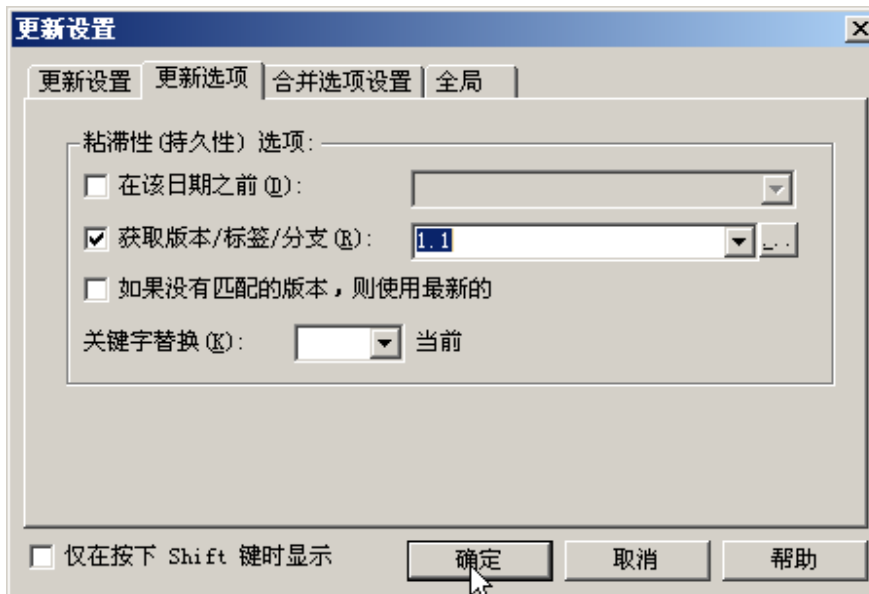 更新设置
更新设置 更新选项 合并选项设置 全局
粘滞性(持久性) 选项:
在该日期之前(D):
获取版本/标签/分支(R): 1.1 ...
如果没有匹配的版本，则使用最新的
关键字替换(K): 当前
仅在按下 Shift 键时显示 确定 取消 帮助